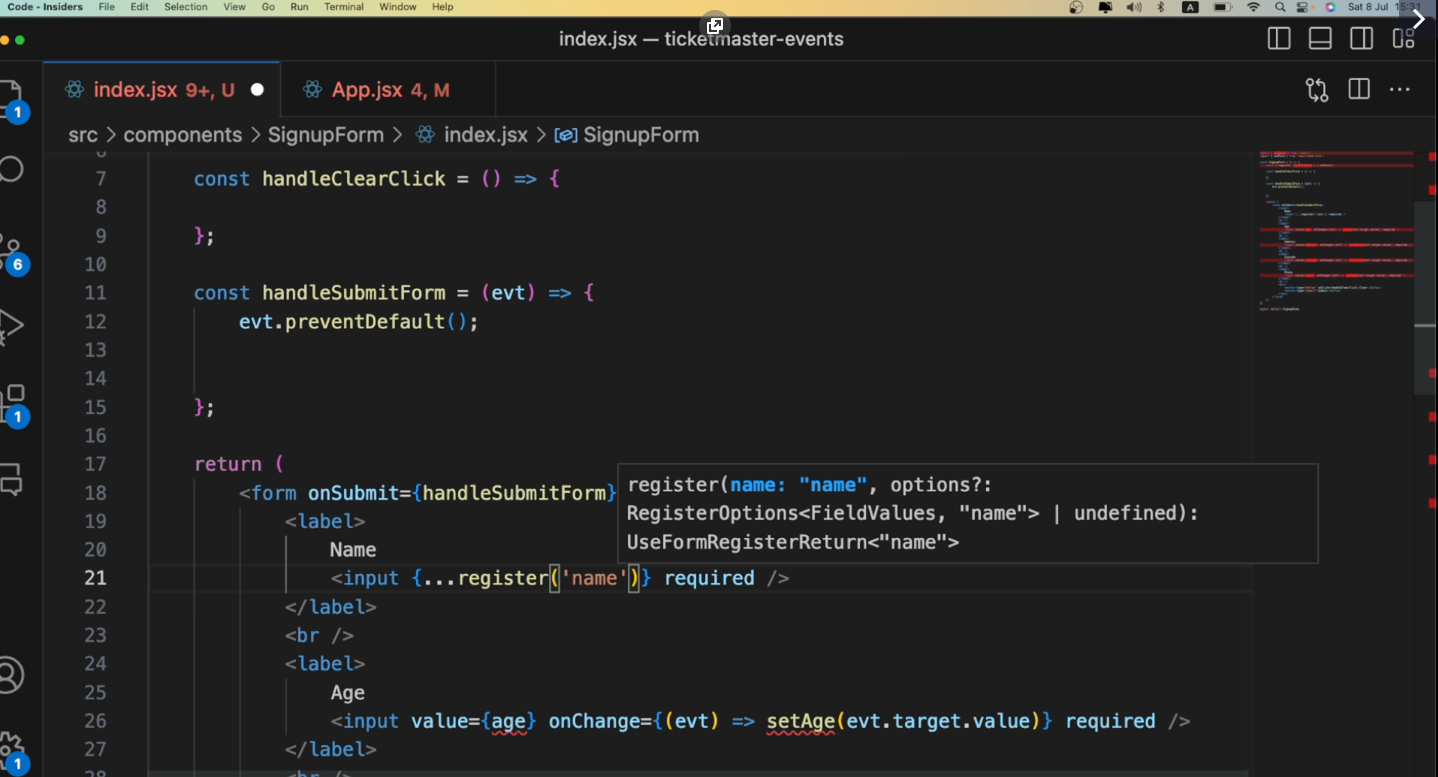 Code - Insiders File Edit Selection View Go Run Terminal Window Help A Sat 8 Jul 15:31
index.jsx — ticketmaster-events
index.jsx 9+, U App.jsx 4, M
src > components > SignupForm > index.jsx > SignupForm
7 const handleClearClick = () => {
8
9 };
10
11 const handleSubmitForm = (evt) => {
12 evt.preventDefault();
13
14
15 };
16
17 return (
18 <form onSubmit={handleSubmitForm}
19 <label>
20 Name
21 <input {...register('name')} required />
22 </label>
23 <br />
24 <label>
25 Age
26 <input value={age} onChange={(evt) => setAge(evt.target.value)} required />
27 </label>
28 <br />
register(name: "name", options?:
RegisterOptions<FieldValues, "name"> | undefined):
UseFormRegisterReturn<"name">
1
6
1
1